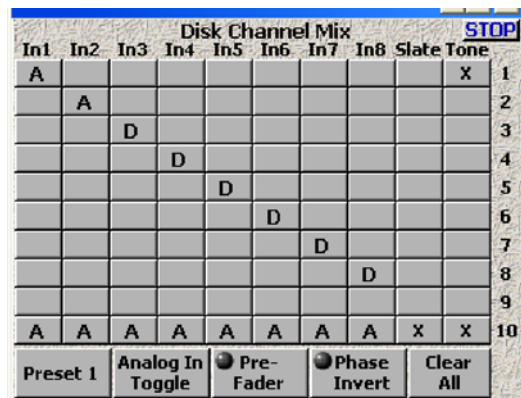 Disk Channel Mix STOP
In1 In2 In3 In4 In5 In6 In7 In8 Slate Tone
A X 1
A 2
D 3
D 4
D 5
D 6
D 7
D 8
9
A A A A A A A A X X 10
Preset 1 Analog In Toggle Pre-Fader Phase Invert Clear All